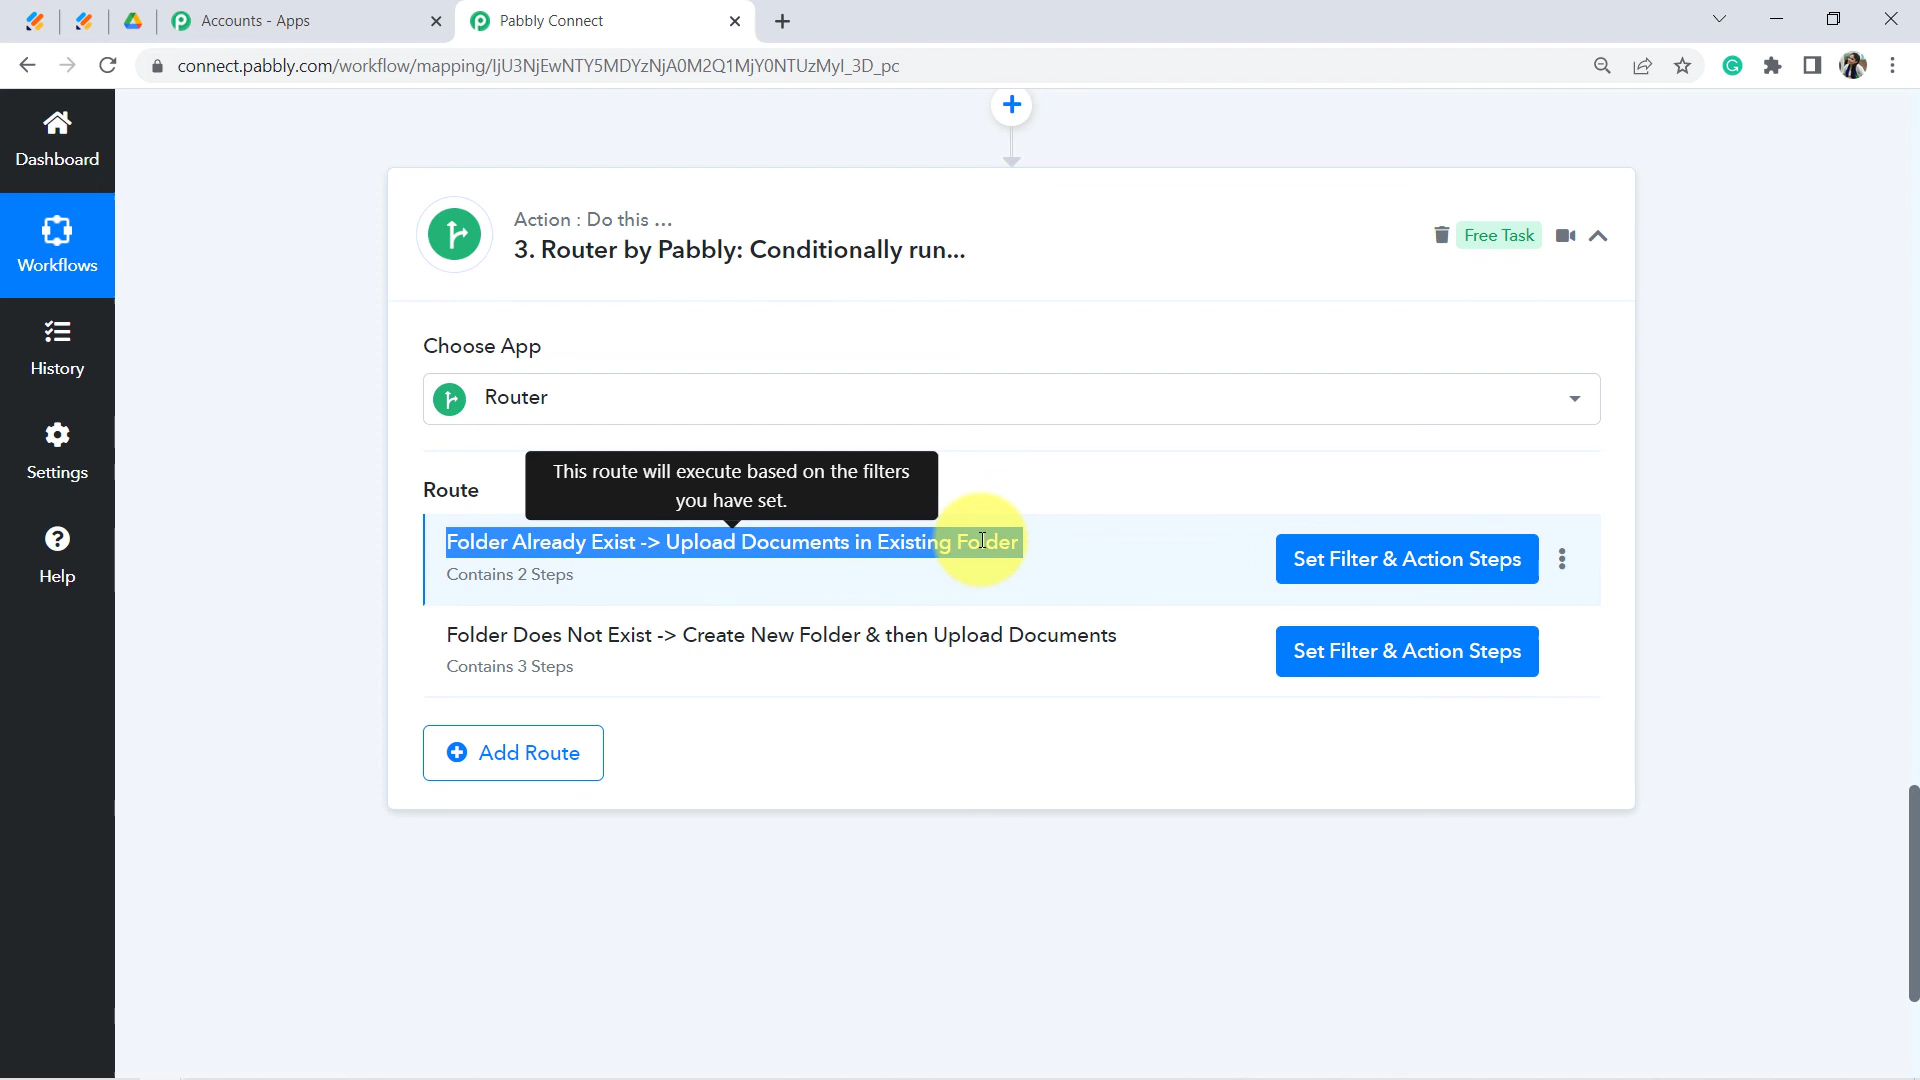 Accounts - Apps
Pabbly Connect
connect.pabbly.com/workflow/mapping/IjU3NjEwNTY5MDYzNjA0M2Q1MjY0NTUzMyI_3D_pc
Dashboard
Workflows
History
Settings
Help
Action : Do this ...
3. Router by Pabbly: Conditionally run...
Free Task
Choose App
Router
This route will execute based on the filters
you have set.
Route
Folder Already Exist -> Upload Documents in Existing Folder
Contains 2 Steps
Set Filter & Action Steps
Folder Does Not Exist -> Create New Folder & then Upload Documents
Contains 3 Steps
Set Filter & Action Steps
Add Route